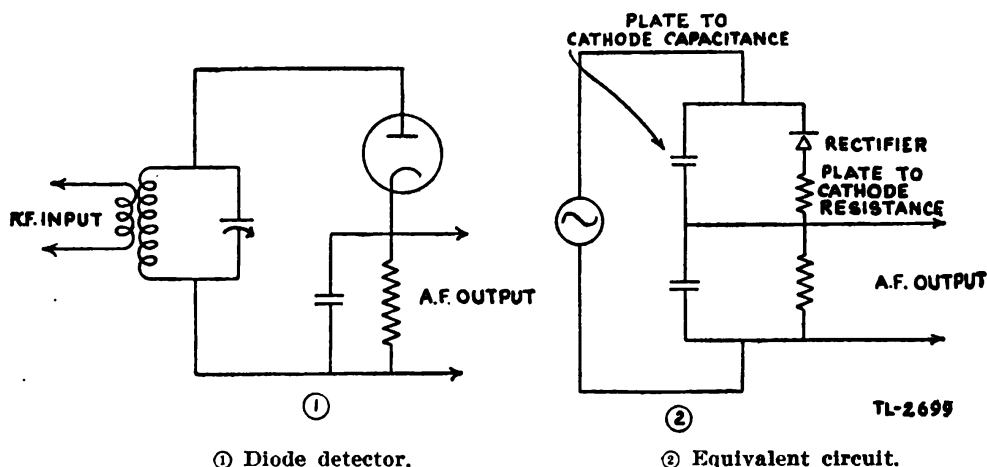 R.F. INPUT
A.F. OUTPUT
①
PLATE TO
CATHODE CAPACITANCE
RECTIFIER
PLATE TO
CATHODE
RESISTANCE
A.F. OUTPUT
②
TL-2699
① Diode detector.
② Equivalent circuit.